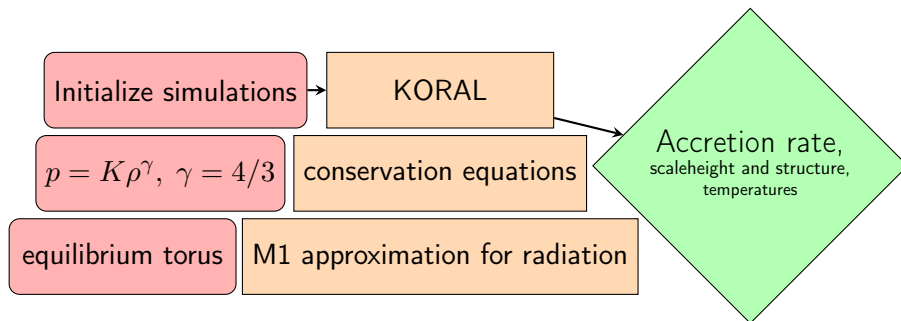 Initialize simulations
KORAL
p = Kρ^γ, γ = 4/3
conservation equations
equilibrium torus
M1 approximation for radiation
Accretion rate,
scaleheight and structure,
temperatures